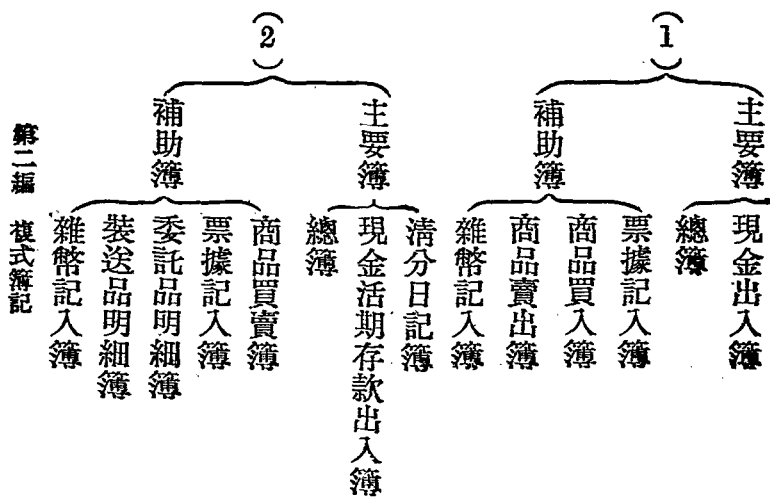 (1)
主要簿
現金出入簿
總簿
補助簿
票據記入簿
商品買入簿
商品賣出簿
雜幣記入簿
(2)
主要簿
淸分日記簿
現金活期存款出入簿
總簿
補助簿
商品買賣簿
票據記入簿
委託品明細簿
裝送品明細簿
雜幣記入簿
第二編 複式簿記